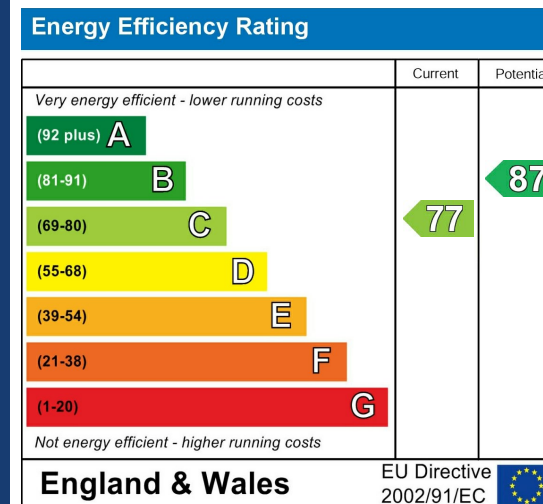 Energy Efficiency Rating
Current Potentia
Very energy efficient - lower running costs
(92 plus) A
(81-91) B
87
(69-80) C
77
(55-68) D
(39-54) E
(21-38) F
(1-20) G
Not energy efficient - higher running costs
England & Wales
EU Directive
2002/91/EC